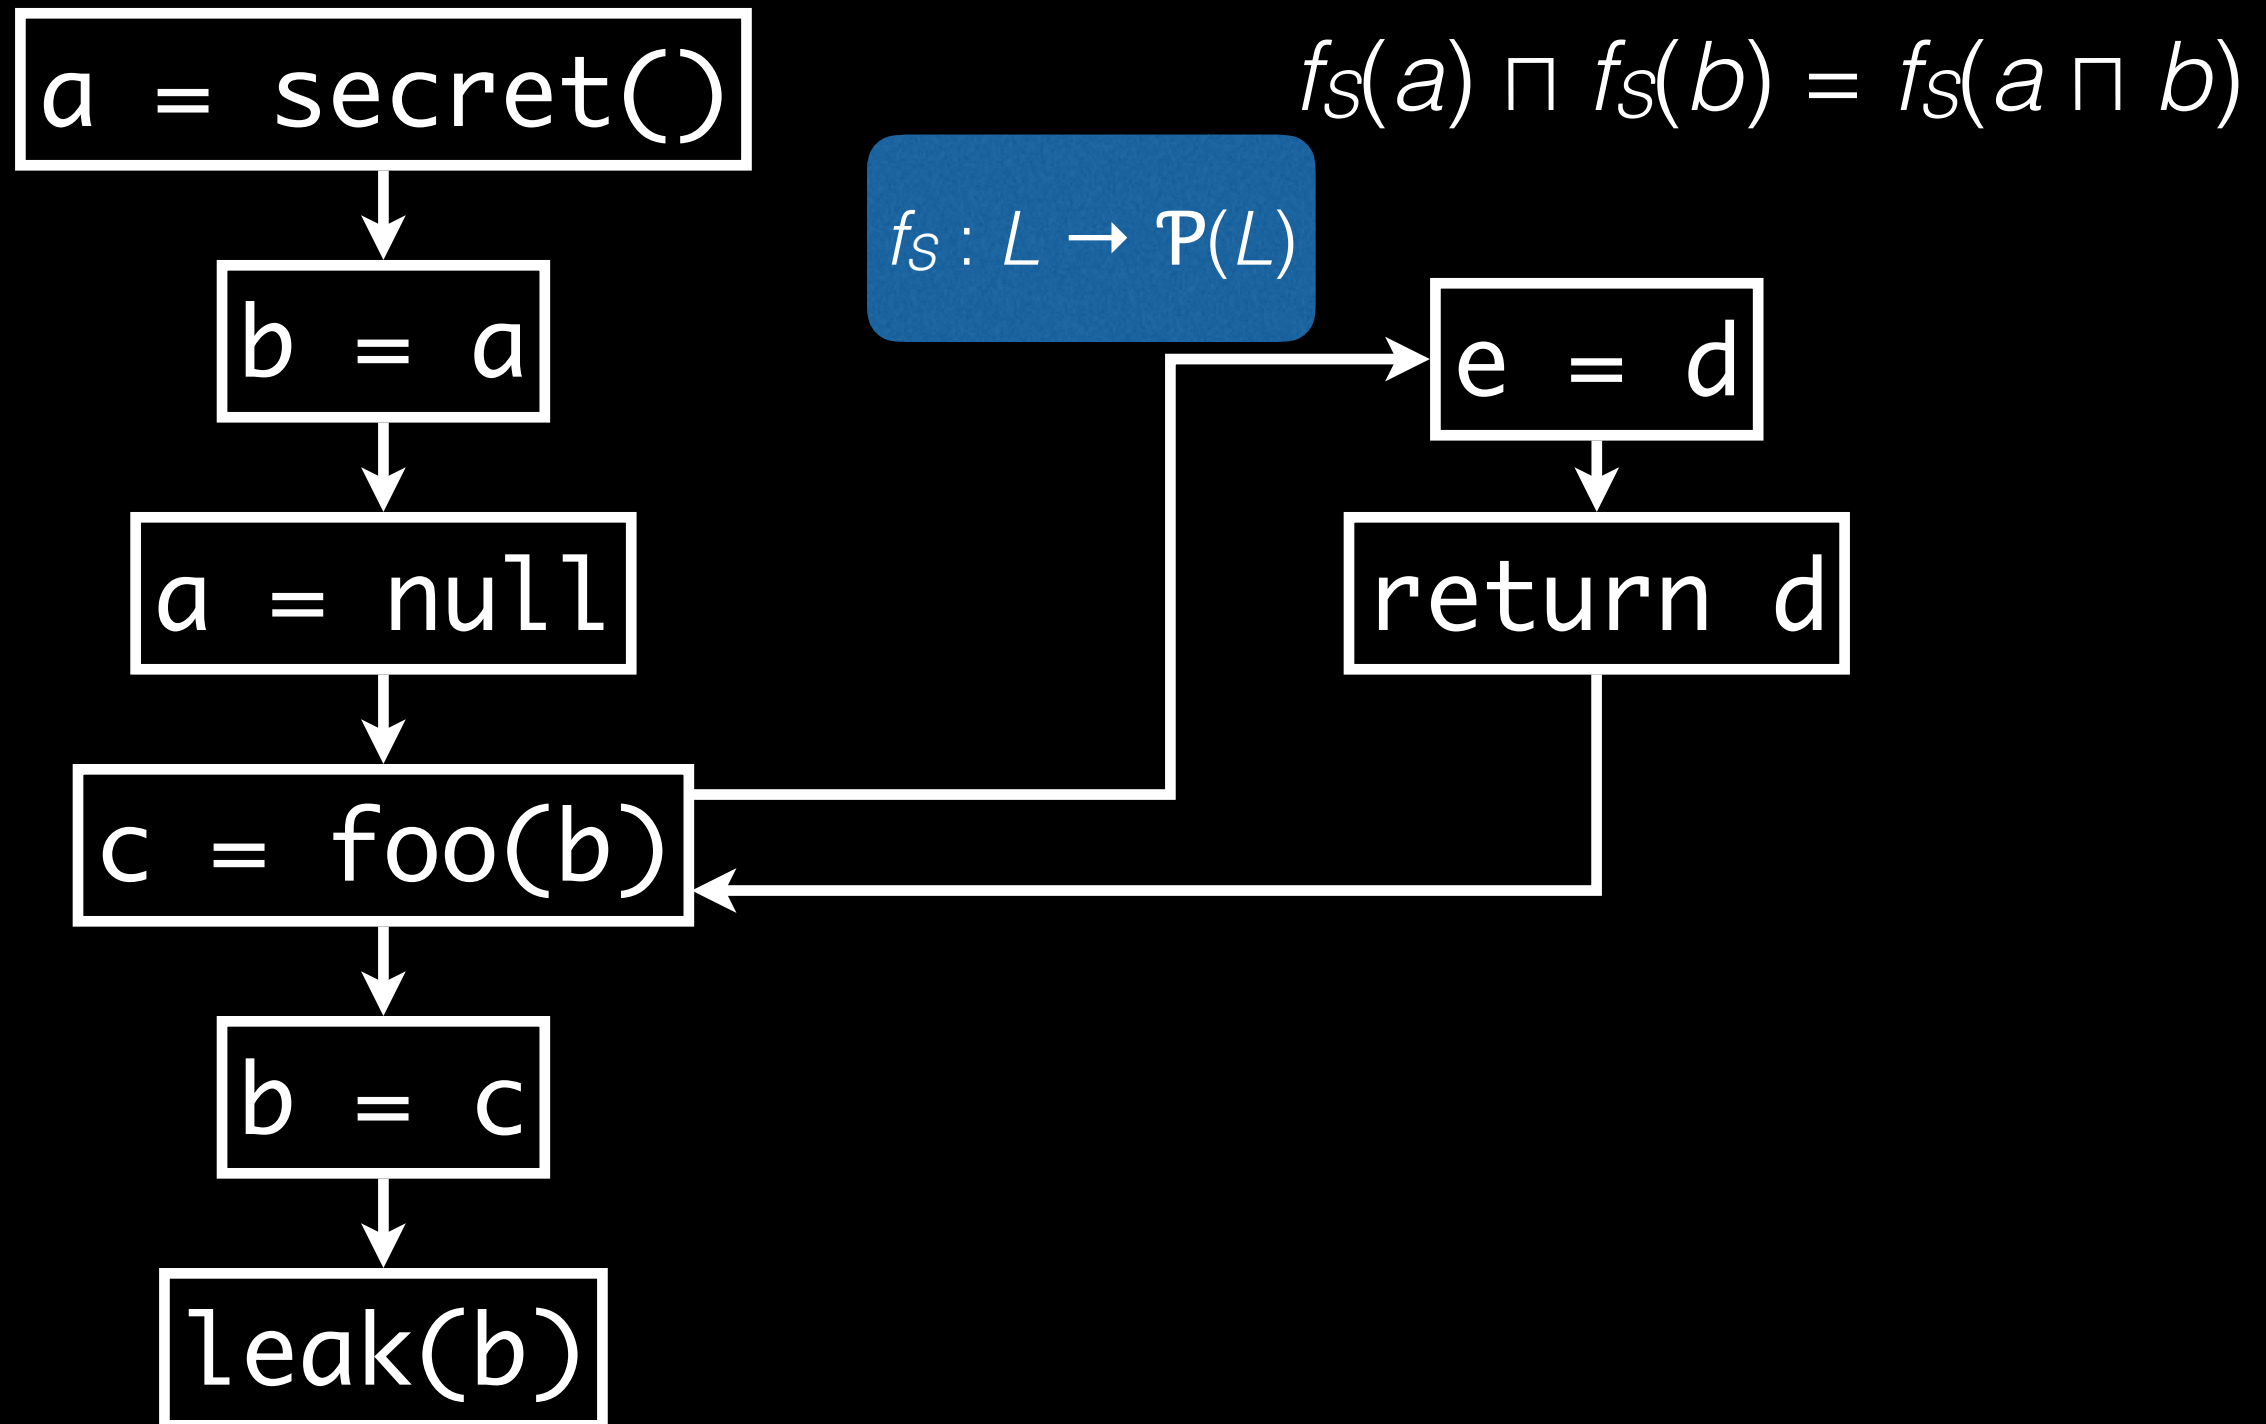 a = secret()
fS(a) ⊓ fS(b) = fS(a ⊓ b)
fS : L → Ƥ(L)
b = a
e = d
a = null
return d
c = foo(b)
b = c
leak(b)